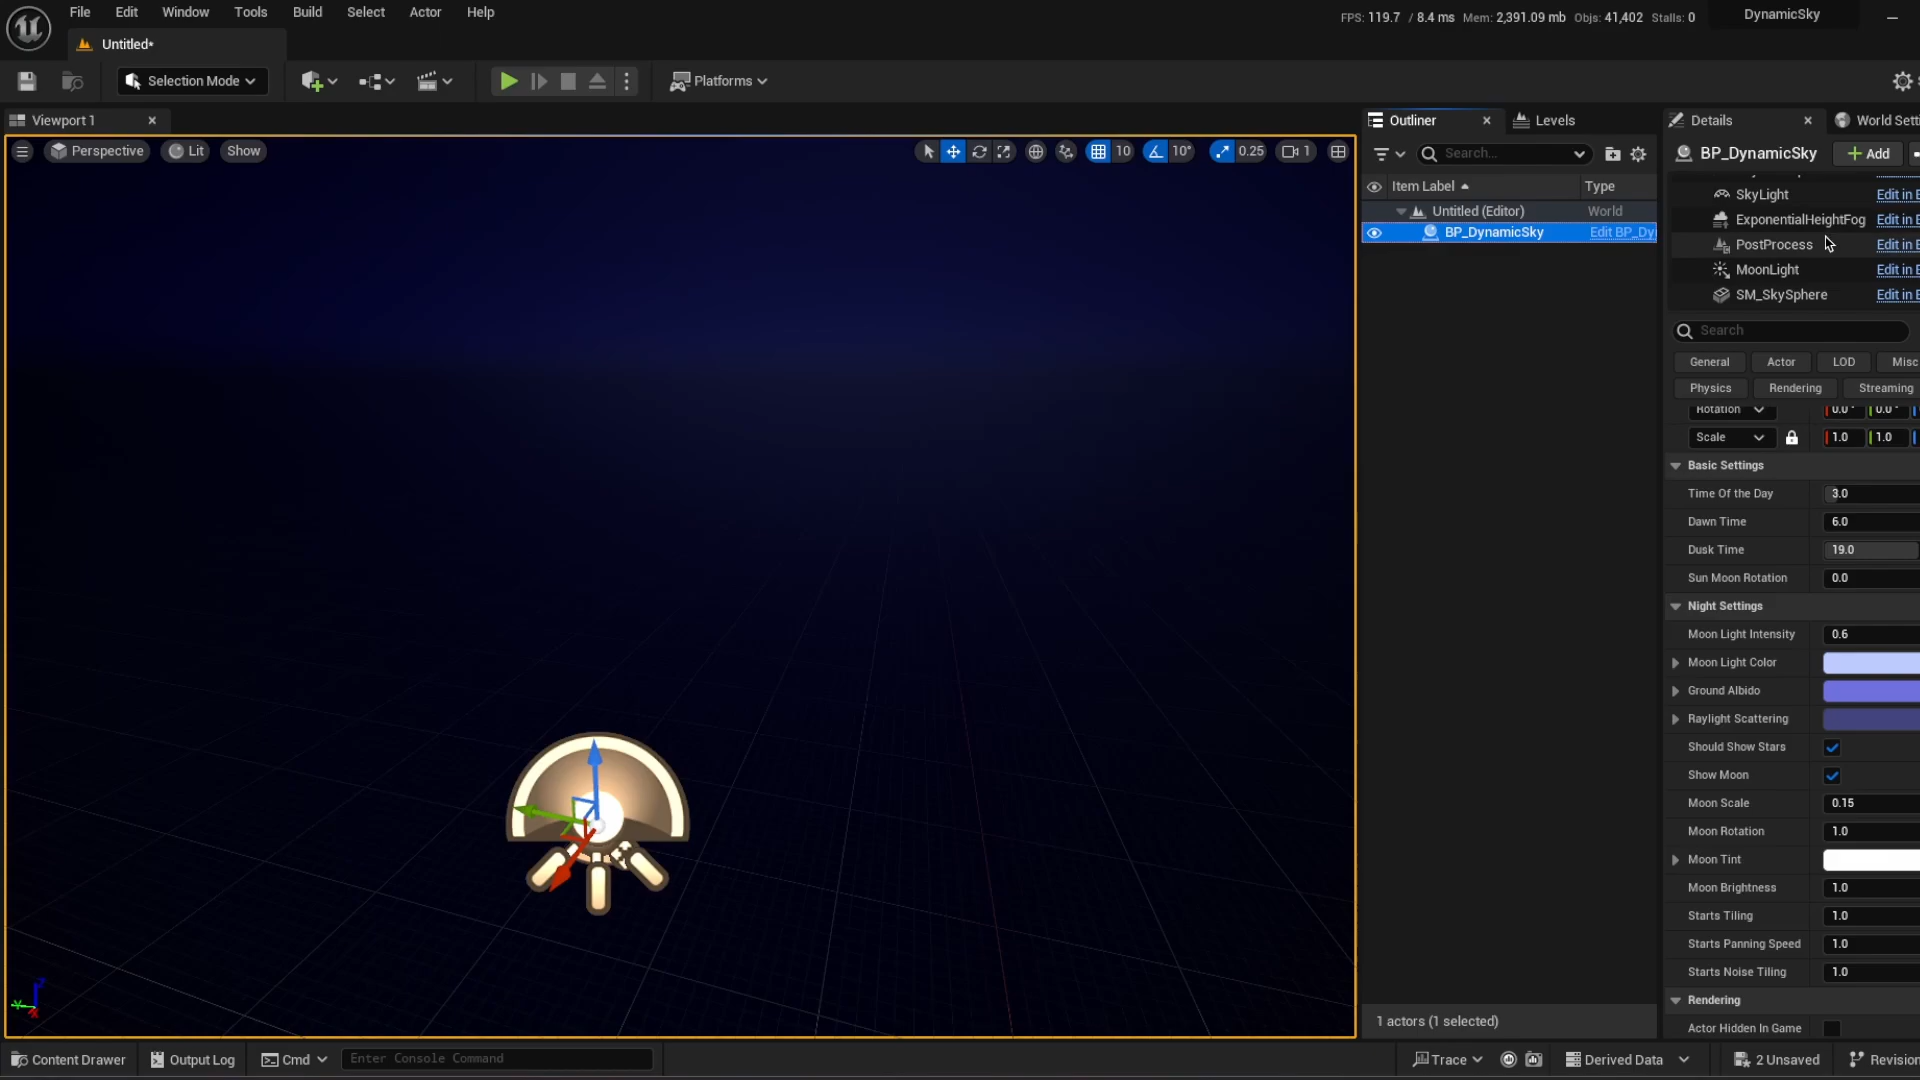 File Edit Window Tools Build Select Actor Help
FPS: 119.7 / 8.4 ms Mem: 2,391.09 mb Objs: 41,402 Stalls: 0
DynamicSky
Untitled*
Selection Mode
Platforms
Viewport 1
Perspective Lit Show
10 10° 0.25 1
Outliner Levels
Search...
Item Label Type
Untitled (Editor) World
BP_DynamicSky Edit BP_Dy
1 actors (1 selected)
Details World Setti
BP_DynamicSky Add
SkyLight Edit in
ExponentialHeightFog Edit in
PostProcess Edit in
MoonLight Edit in
SM_SkySphere Edit in
Search
General Actor LOD Misc
Physics Rendering Streaming
Rotation 0.0° 0.0°
Scale 1.0 1.0
Basic Settings
Time Of the Day 3.0
Dawn Time 6.0
Dusk Time 19.0
Sun Moon Rotation 0.0
Night Settings
Moon Light Intensity 0.6
Moon Light Color
Ground Albido
Raylight Scattering
Should Show Stars
Show Moon
Moon Scale 0.15
Moon Rotation 1.0
Moon Tint
Moon Brightness 1.0
Starts Tiling 1.0
Starts Panning Speed 1.0
Starts Noise Tiling 1.0
Rendering
Actor Hidden In Game
Content Drawer Output Log Cmd Enter Console Command
Trace Derived Data 2 Unsaved Revision